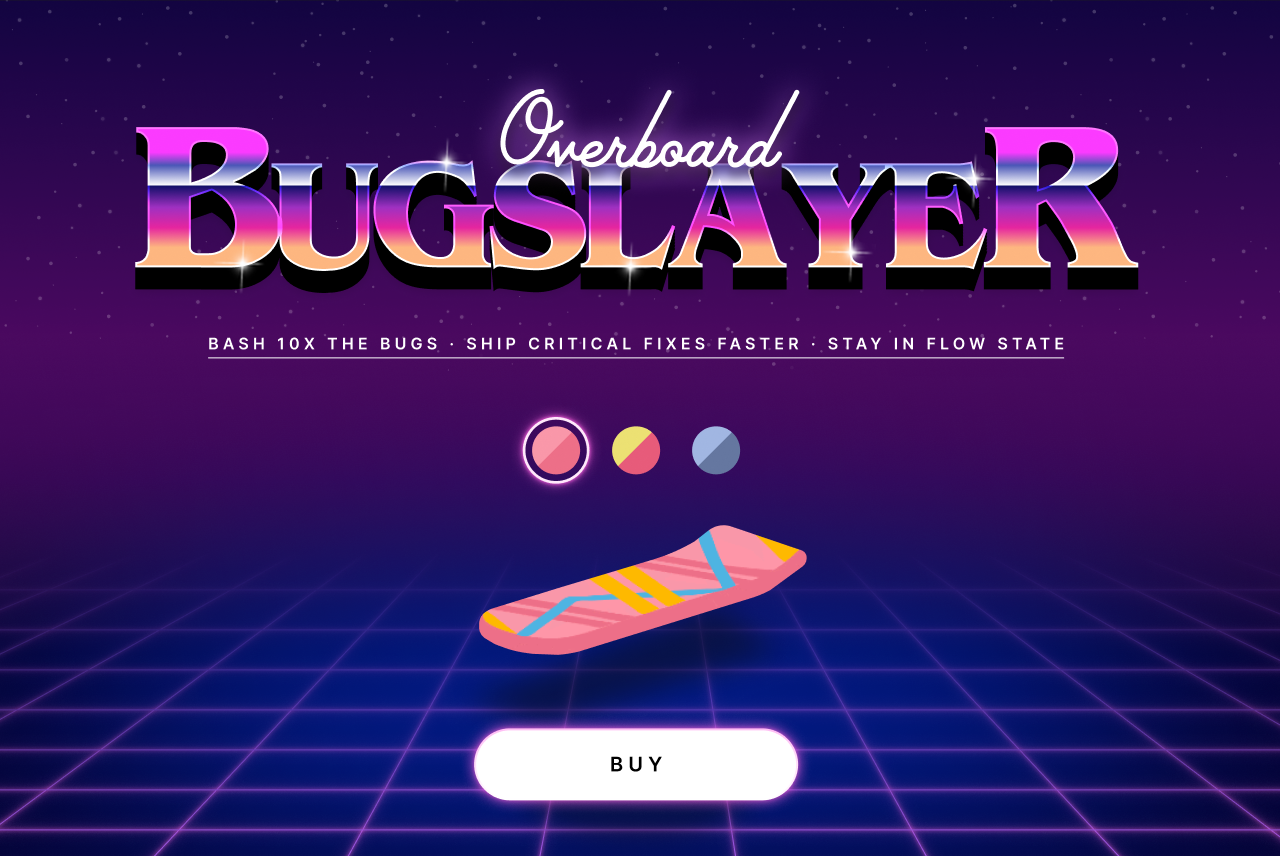 Overboard
BUGSLAYER
BASH 10X THE BUGS · SHIP CRITICAL FIXES FASTER · STAY IN FLOW STATE
BUY